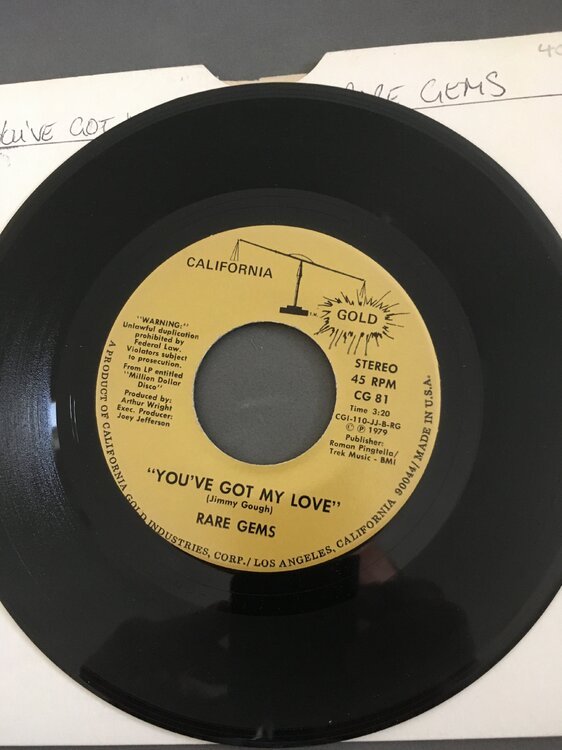 40
YOU'VE GOT
RARE GEMS
CALIFORNIA
T.M.
GOLD
"WARNING:"
Unlawful duplication
prohibited by
Federal Law.
Violators subject
to prosecution.
From LP entitled
"Million Dollar
Disco"
Produced by:
Arthur Wright
Exec. Producer:
Joey Jefferson
STEREO
45 RPM
CG 81
Time 3:20
CGI-110-JJ-B-RG
© ℗ 1979
Publisher:
Roman Pingtella/
Trek Music - BMI
"YOU'VE GOT MY LOVE"
(Jimmy Gough)
RARE GEMS
A PRODUCT OF CALIFORNIA GOLD INDUSTRIES, CORP./ LOS ANGELES, CALIFORNIA 90044/ MADE IN U.S.A.